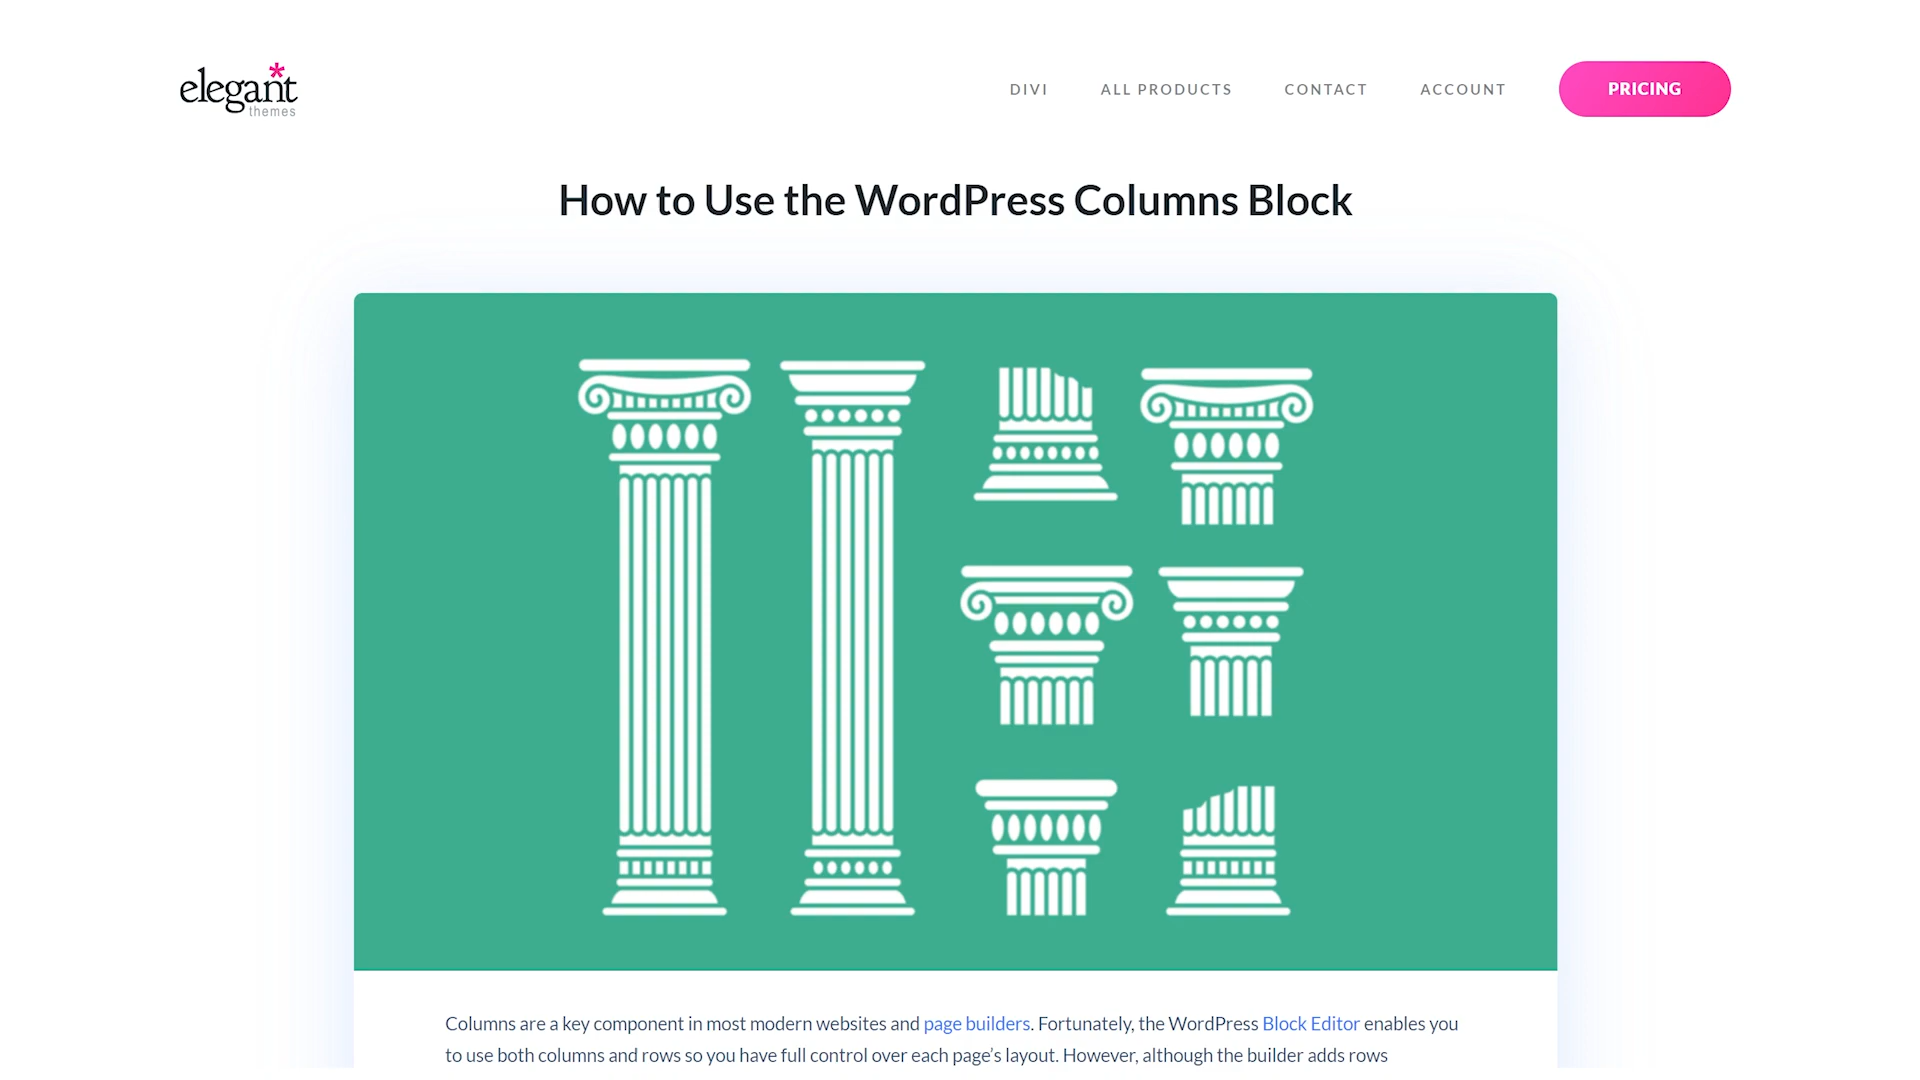 elegant
themes
DIVI
ALL PRODUCTS
CONTACT
ACCOUNT
PRICING
How to Use the WordPress Columns Block
Columns are a key component in most modern websites and page builders. Fortunately, the WordPress Block Editor enables you
to use both columns and rows so you have full control over each page’s layout. However, although the builder adds rows